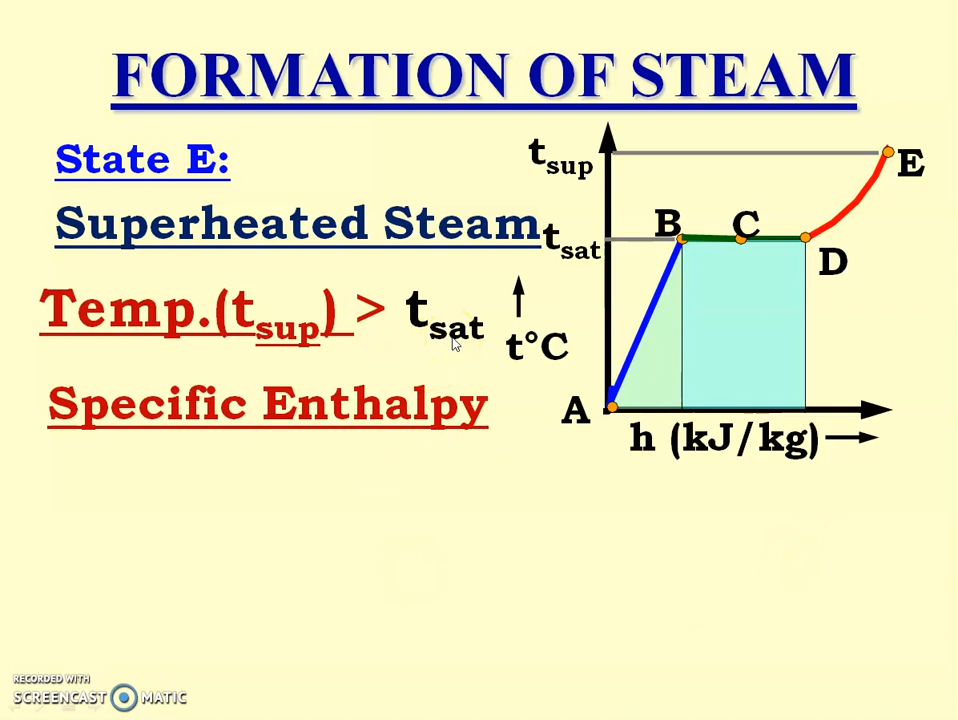 FORMATION OF STEAM
State E:
Superheated Steam
Temp.(tsup) > tsat
Specific Enthalpy
tsup
E
B
C
tsat
D
t°C
A
h (kJ/kg)
RECORDED WITH
SCREENCAST MATIC